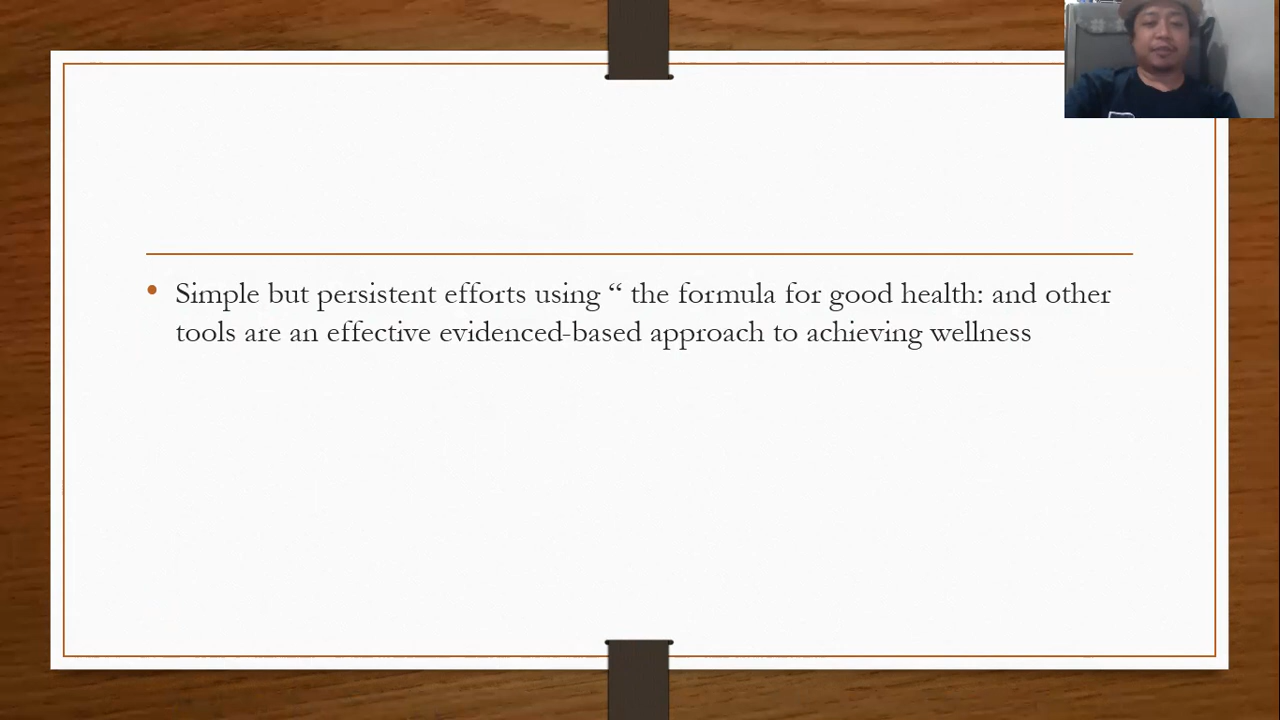 • Simple but persistent efforts using “ the formula for good health: and other
tools are an effective evidenced-based approach to achieving wellness